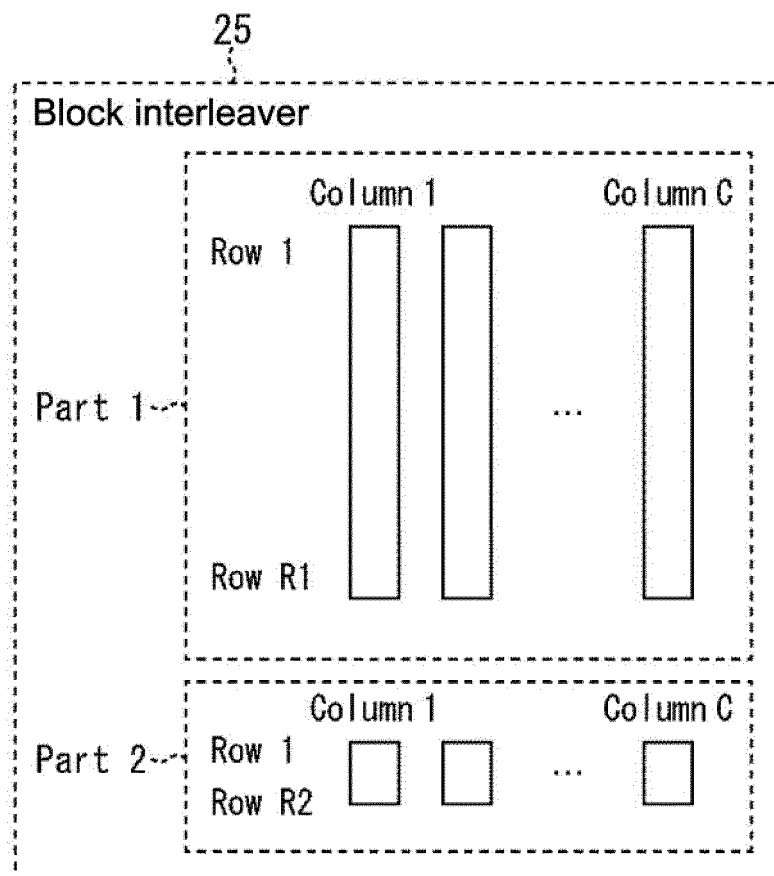 25
Block interleaver
Column 1 Column C
Row 1
Part 1 ...
Row R1
Column 1 Column C
Row 1
Part 2 ...
Row R2